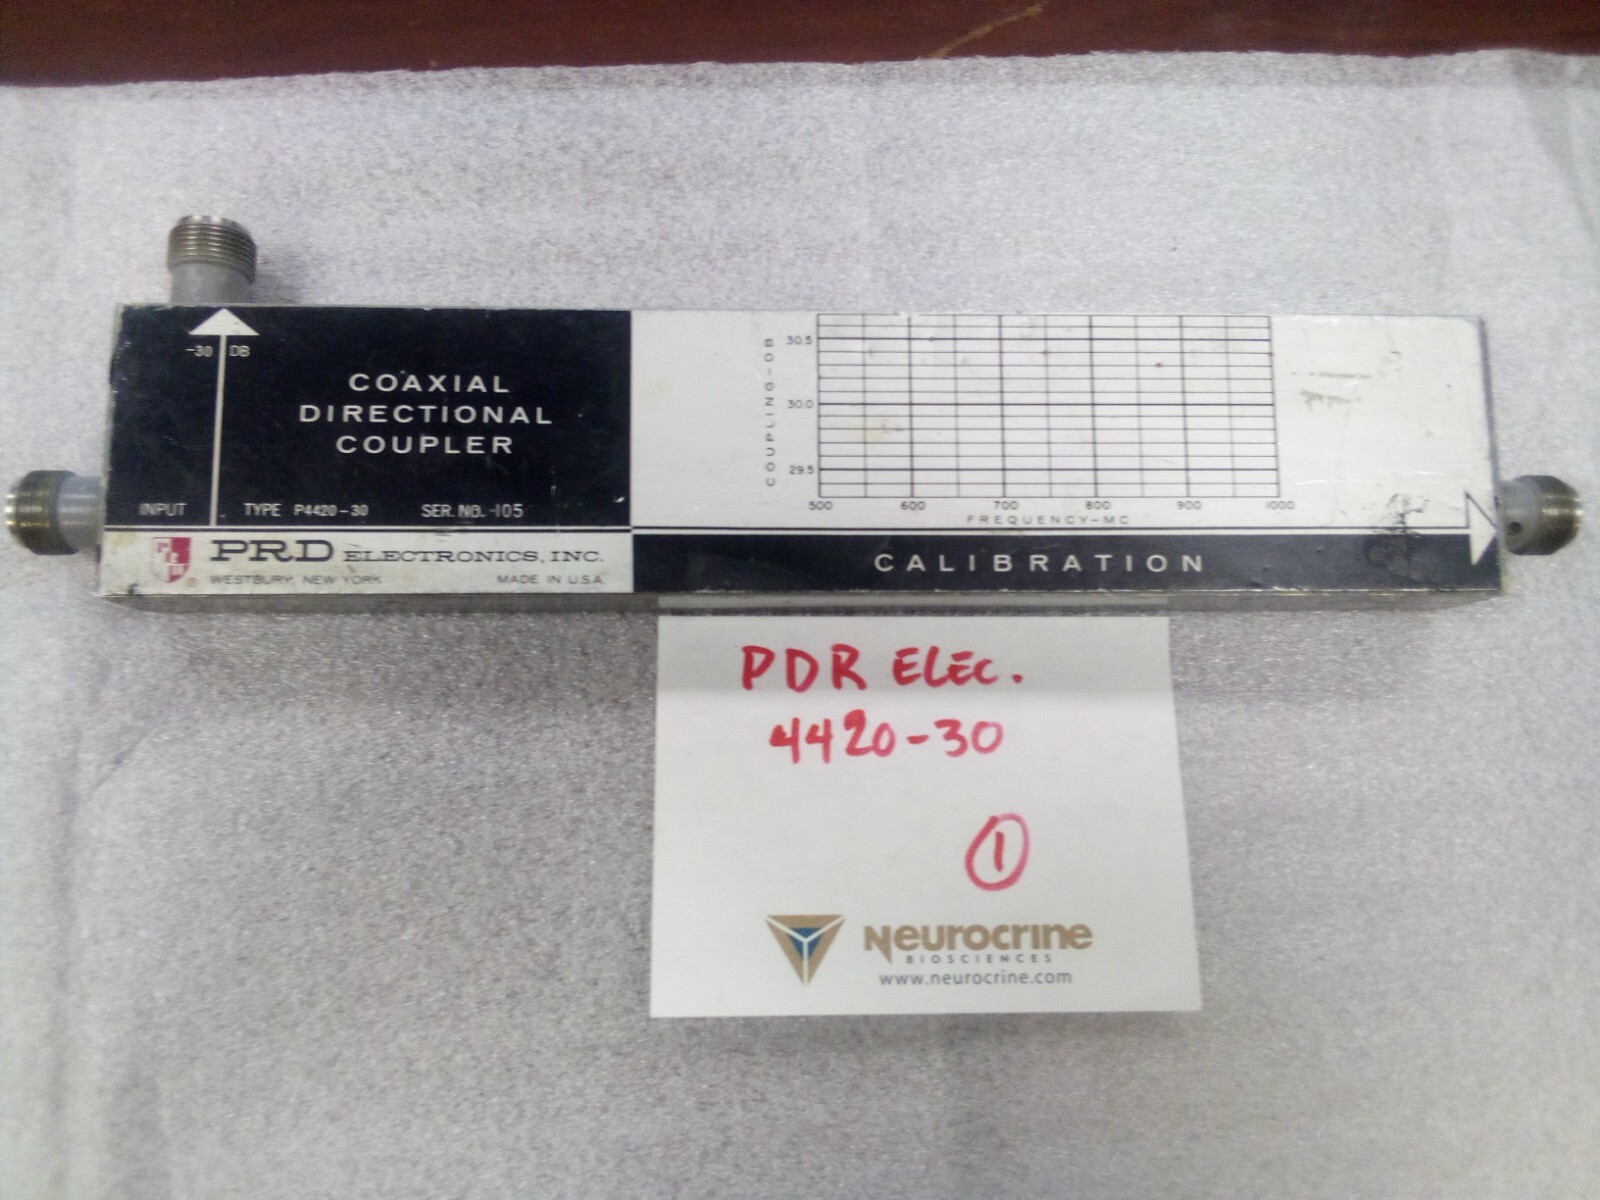 -30 DB
COAXIAL
DIRECTIONAL
COUPLER
INPUT
TYPE P4420-30
SER. NO. 105
PRD ELECTRONICS, INC.
®
WESTBURY, NEW YORK
MADE IN U.S.A.
COUPLING-DB
30.5
30.0
29.5
500 600 700 800 900 1000
FREQUENCY-MC
CALIBRATION
PDR ELEC.
4420-30
1
NEUROCRINE
BIOSCIENCES
www.neurocrine.com